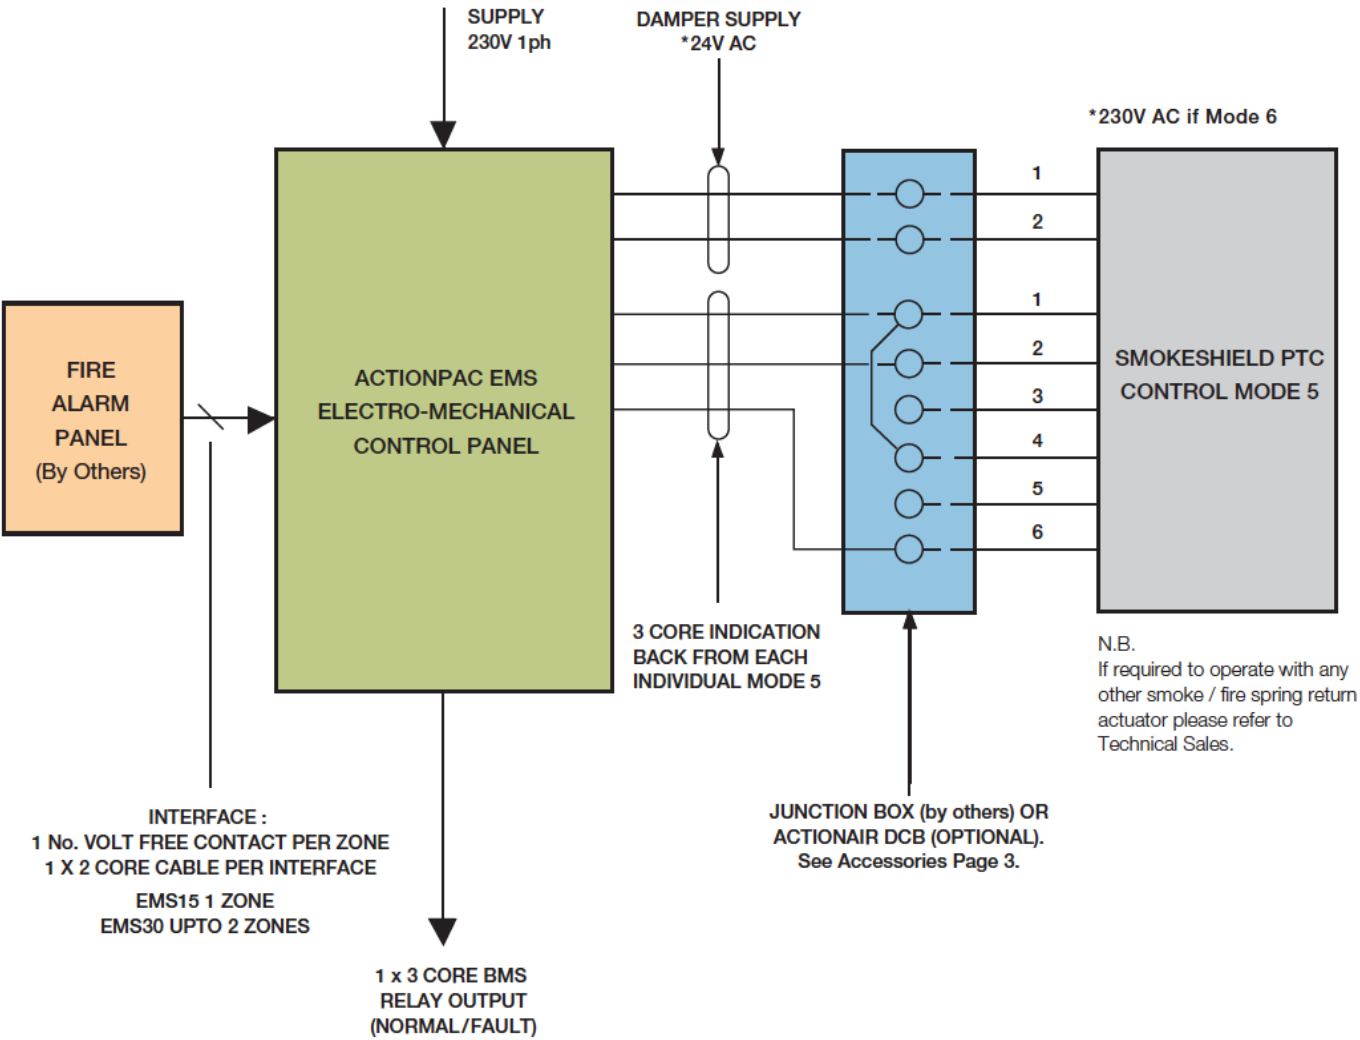 SUPPLY
230V 1ph
DAMPER SUPPLY
*24V AC
*230V AC if Mode 6
1
2
1
2
3
4
5
6
FIRE
ALARM
PANEL
(By Others)
ACTIONPAC EMS
ELECTRO-MECHANICAL
CONTROL PANEL
SMOKESHIELD PTC
CONTROL MODE 5
3 CORE INDICATION
BACK FROM EACH
INDIVIDUAL MODE 5
N.B.
If required to operate with any
other smoke / fire spring return
actuator please refer to
Technical Sales.
INTERFACE :
1 No. VOLT FREE CONTACT PER ZONE
1 X 2 CORE CABLE PER INTERFACE
EMS15 1 ZONE
EMS30 UPTO 2 ZONES
JUNCTION BOX (by others) OR
ACTIONAIR DCB (OPTIONAL).
See Accessories Page 3.
1 x 3 CORE BMS
RELAY OUTPUT
(NORMAL/FAULT)